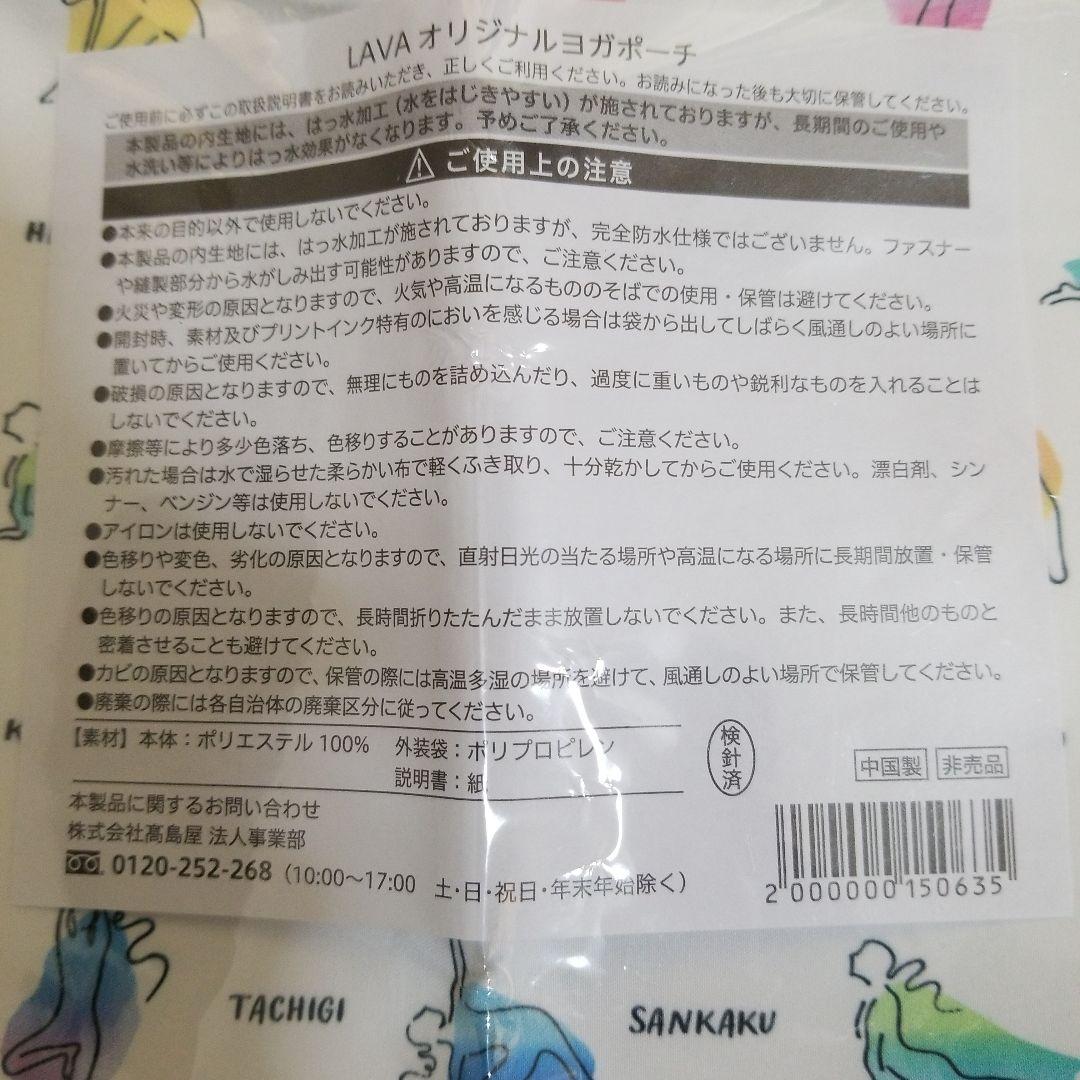 LAVAオリジナルヨガポーチ
ご使用前に必ずこの取扱説明書をお読みいただき、正しくご利用ください。お読みになった後も大切に保管してください。
本製品の内生地には、はっ水加工（水をはじきやすい）が施されておりますが、長期間のご使用や
水洗い等によりはっ水効果がなくなります。予めご了承ください。
⚠ ご使用上の注意
●本来の目的以外で使用しないでください。
●本製品の内生地には、はっ水加工が施されておりますが、完全防水仕様ではございません。ファスナー
や縫製部分から水がしみ出す可能性がありますので、ご注意ください。
●火災や変形の原因となりますので、火気や高温になるもののそばでの使用・保管は避けてください。
●開封時、素材及びプリントインク特有のにおいを感じる場合は袋から出してしばらく風通しのよい場所に
置いてからご使用ください。
●破損の原因となりますので、無理にものを詰め込んだり、過度に重いものや鋭利なものを入れることは
しないでください。
●摩擦等により多少色落ち、色移りすることがありますので、ご注意ください。
●汚れた場合は水で湿らせた柔らかい布で軽くふき取り、十分乾かしてからご使用ください。漂白剤、シン
ナー、ベンジン等は使用しないでください。
●アイロンは使用しないでください。
●色移りや変色、劣化の原因となりますので、直射日光の当たる場所や高温になる場所に長期間放置・保管
しないでください。
●色移りの原因となりますので、長時間折りたたんだまま放置しないでください。また、長時間他のものと
密着させることも避けてください。
●カビの原因となりますので、保管の際には高温多湿の場所を避けて、風通しのよい場所で保管してください。
●廃棄の際には各自治体の廃棄区分に従ってください。
【素材】本体：ポリエステル100% 外装袋：ポリプロピレン
説明書：紙
検針済
中国製 非売品
本製品に関するお問い合わせ
株式会社髙島屋 法人事業部
0120-252-268（10:00〜17:00 土・日・祝日・年末年始除く）
2000000150635
TACHIGI
SANKAKU